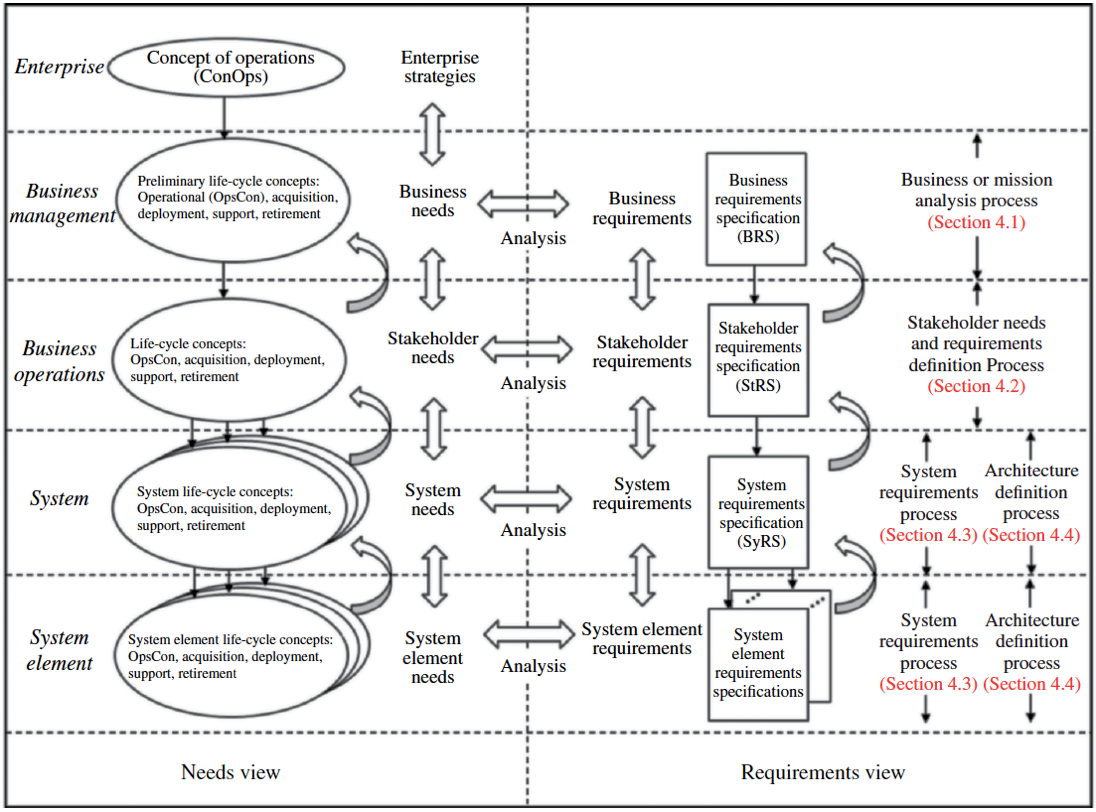 Enterprise
Concept of operations
(ConOps)
Enterprise
strategies
Business
management
Preliminary life-cycle concepts:
Operational (OpsCon), acquisition,
deployment, support, retirement
Business
needs
Analysis
Business
requirements
Business
requirements
specification
(BRS)
Business or mission
analysis process
(Section 4.1)
Business
operations
Life-cycle concepts:
OpsCon, acquisition, deployment,
support, retirement
Stakeholder
needs
Analysis
Stakeholder
requirements
Stakeholder
requirements
specification
(StRS)
Stakeholder needs
and requirements
definition Process
(Section 4.2)
System
System life-cycle concepts:
OpsCon, acquisition, deployment,
support, retirement
System
needs
Analysis
System
requirements
System
requirements
specification
(SyRS)
System
requirements
process
(Section 4.3)
Architecture
definition
process
(Section 4.4)
System
element
System element life-cycle concepts:
OpsCon, acquisition, deployment,
support, retirement
System
element
needs
Analysis
System element
requirements
System
element
requirements
specifications
System
requirements
process
(Section 4.3)
Architecture
definition
process
(Section 4.4)
Needs view
Requirements view